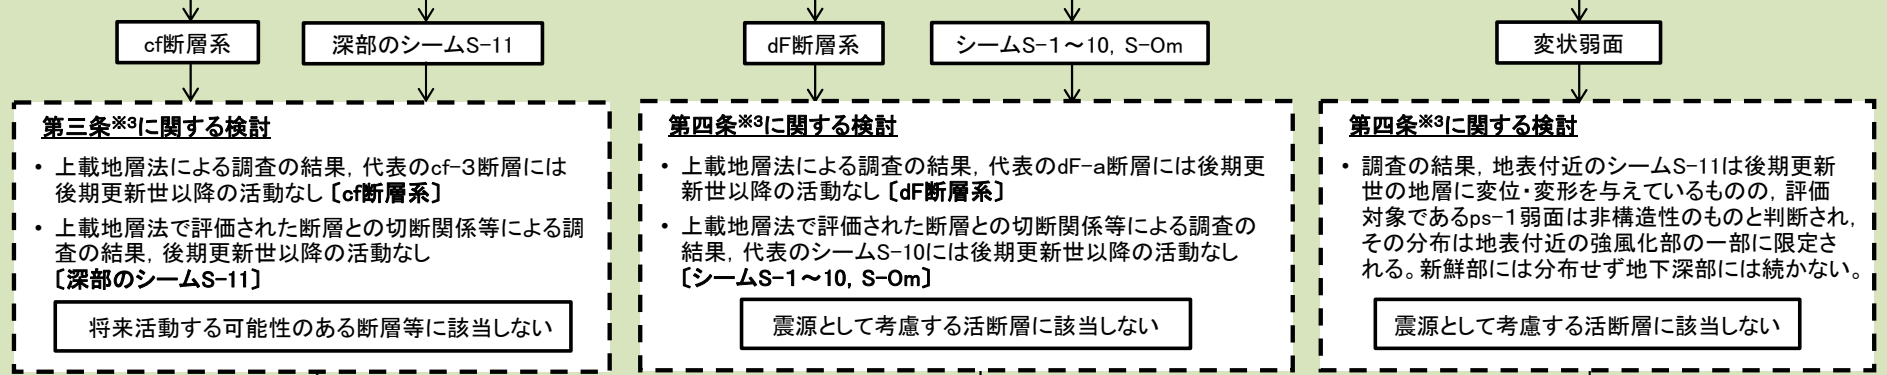 cf断層系
深部のシームS-11
dF断層系
シームS-1～10, S-Om
変状弱面
第三条※3に関する検討
・ 上載地層法による調査の結果, 代表のcf-3断層には
後期更新世以降の活動なし〔cf断層系〕
・ 上載地層法で評価された断層との切断関係等による調
査の結果, 後期更新世以降の活動なし
〔深部のシームS-11〕
将来活動する可能性のある断層等に該当しない
第四条※3に関する検討
・ 上載地層法による調査の結果, 代表のdF-a断層には後期更
新世以降の活動なし〔dF断層系〕
・ 上載地層法で評価された断層との切断関係等による調査の
結果, 代表のシームS-10には後期更新世以降の活動なし
〔シームS-1～10, S-Om〕
震源として考慮する活断層に該当しない
第四条※3に関する検討
・ 調査の結果, 地表付近のシームS-11は後期更新
世の地層に変位・変形を与えているものの, 評価
対象であるps-1弱面は非構造性のものと判断され,
その分布は地表付近の強風化部の一部に限定さ
れる。新鮮部には分布せず地下深部には続かない。
震源として考慮する活断層に該当しない